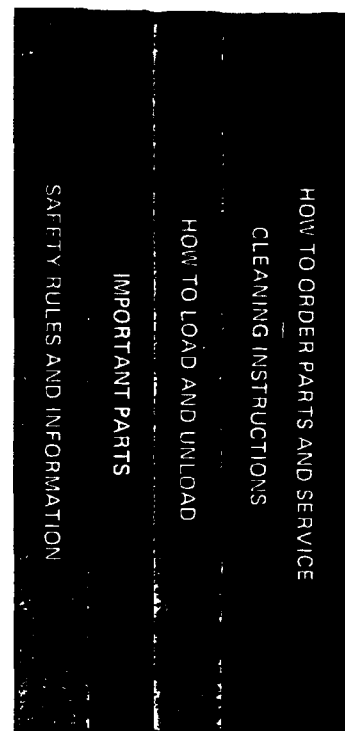 HOW TO ORDER PARTS AND SERVICE
CLEANING INSTRUCTIONS
HOW TO LOAD AND UNLOAD
IMPORTANT PARTS
SAFETY RULES AND INFORMATION